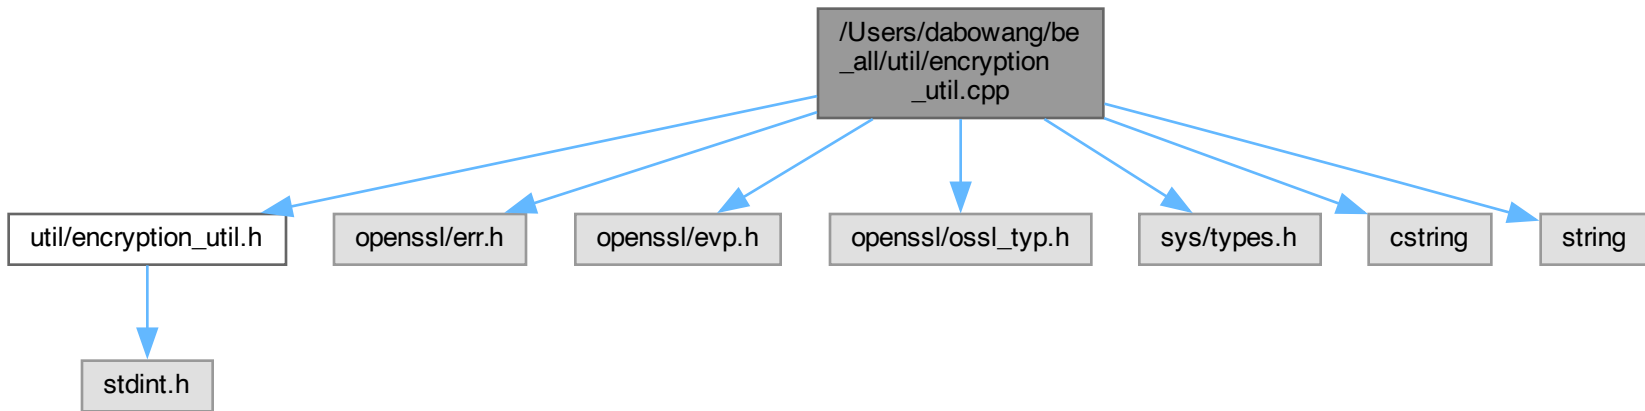 /Users/dabowang/be
_all/util/encryption
_util.cpp
util/encryption_util.h
openssl/err.h
openssl/evp.h
openssl/ossl_typ.h
sys/types.h
cstring
string
stdint.h